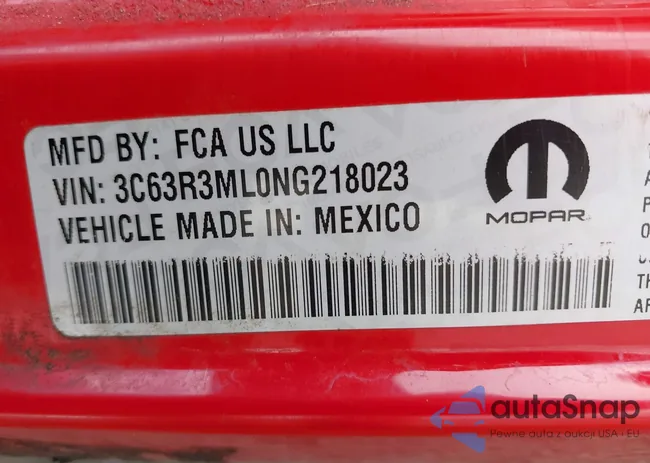 MFD BY: FCA US LLC
VIN: 3C63R3ML0NG218023
VEHICLE MADE IN: MEXICO
MOPAR
autaSnap
Pewne auta z aukcji USA i EU